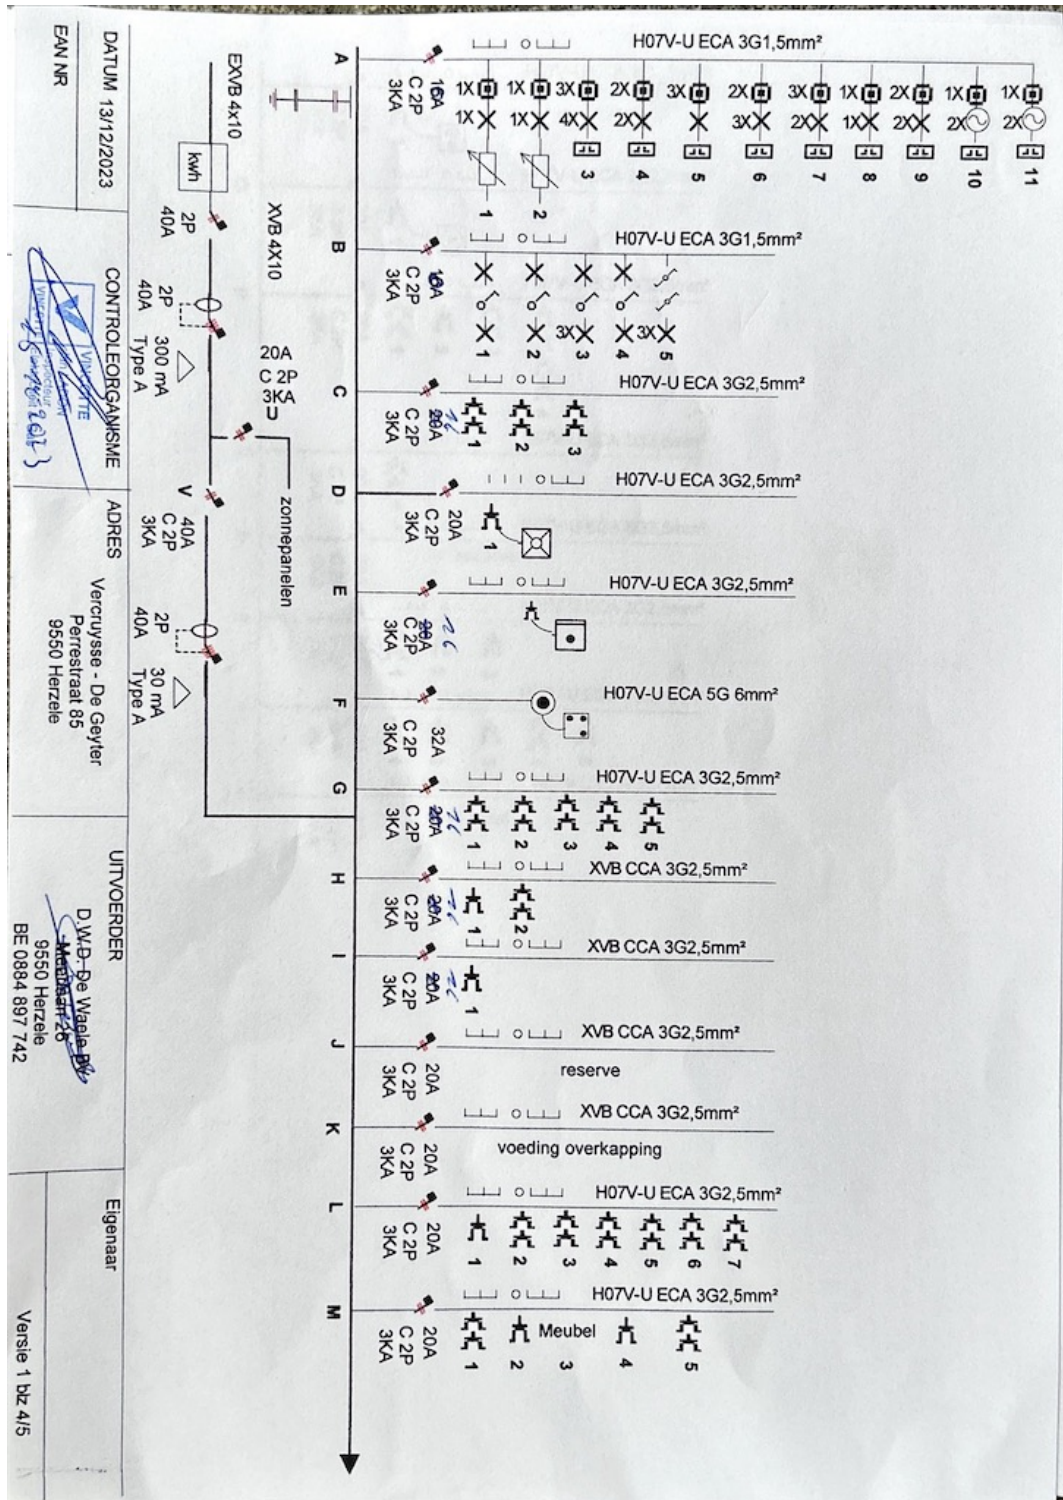 H07V-U ECA 3G1,5mm²
A
16A
C 2P
3KA
1X 1X 3X 2X 3X 2X 3X 1X 2X 1X 1X
1X 1X 4X 2X 3X 2X 1X 2X 2X 2X
1 2 3 4 5 6 7 8 9 10 11
H07V-U ECA 3G1,5mm²
B
C 2P
3KA
3X 3X
1 2 3 4 5
H07V-U ECA 3G2,5mm²
C
20A 16
C 2P
3KA
1 2 3
H07V-U ECA 3G2,5mm²
D
20A
C 2P
3KA
1
H07V-U ECA 3G2,5mm²
E
20A 16
C 2P
3KA
H07V-U ECA 5G 6mm²
F
32A
C 2P
3KA
H07V-U ECA 3G2,5mm²
G
20A 16
C 2P
3KA
1 2 3 4 5
XVB CCA 3G2,5mm²
H
20A 16
C 2P
3KA
1 2
XVB CCA 3G2,5mm²
I
20A 16
C 2P
3KA
1
XVB CCA 3G2,5mm²
J
20A
C 2P
3KA
reserve
XVB CCA 3G2,5mm²
K
20A
C 2P
3KA
voeding overkapping
H07V-U ECA 3G2,5mm²
L
20A
C 2P
3KA
1 2 3 4 5 6 7
H07V-U ECA 3G2,5mm²
M
20A
C 2P
3KA
Meubel
1 2 3 4 5
EXVB 4x10
kwh
2P
40A
XVB 4X10
2P
40A
300 mA
Type A
20A
C 2P
3KA
zonnepanelen
V
40A
C 2P
3KA
2P
40A
30 mA
Type A
DATUM 13/12/2023
EAN NR
CONTROLEORGANISME
VINÇOTTE
ADRES
Vercruysse - De Geyter
Perrestraat 85
9550 Herzele
UITVOERDER
D.W.D. De Waele BV
9550 Herzele
BE 0884 897 742
Eigenaar
Versie 1 blz 4/5